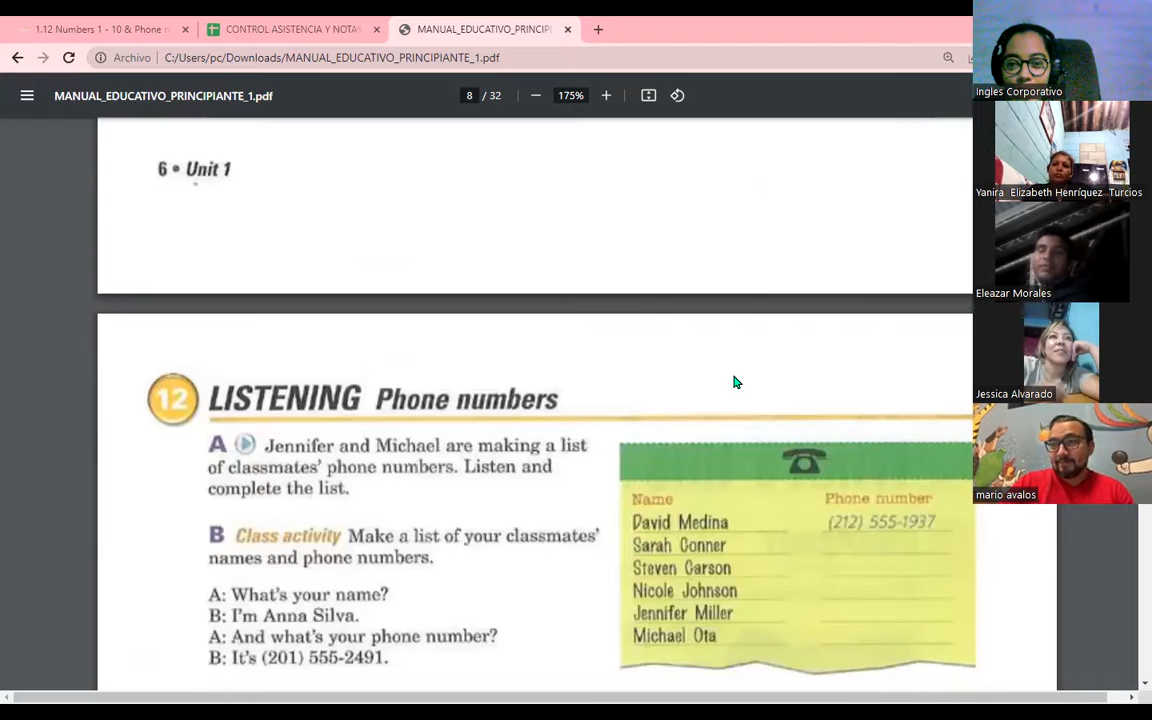 1.12 Numbers 1 - 10 & Phone n
CONTROL ASISTENCIA Y NOTAS
MANUAL_EDUCATIVO_PRINCIP
Archivo
C:/Users/pc/Downloads/MANUAL_EDUCATIVO_PRINCIPIANTE_1.pdf
MANUAL_EDUCATIVO_PRINCIPIANTE_1.pdf
8 / 32
175%
6 • Unit 1
12 LISTENING Phone numbers
A Jennifer and Michael are making a list
of classmates' phone numbers. Listen and
complete the list.
B Class activity Make a list of your classmates'
names and phone numbers.
A: What's your name?
B: I'm Anna Silva.
A: And what's your phone number?
B: It's (201) 555-2491.
Name Phone number
David Medina (212) 555-1937
Sarah Conner
Steven Carson
Nicole Johnson
Jennifer Miller
Michael Ota
Ingles Corporativo
Yanira Elizabeth Henríquez Turcios
Eleazar Morales
Jessica Alvarado
mario avalos